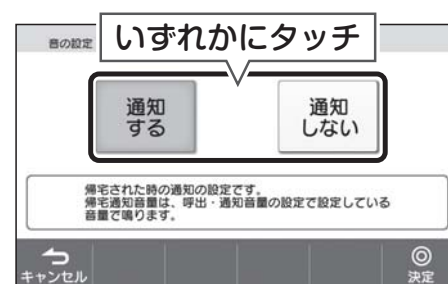 音の設定
いずれかにタッチ
通知
する
通知
しない
帰宅された時の通知の設定です。
帰宅通知音量は、呼出・通知音量の設定で設定している
音量で鳴ります。
キャンセル
決定